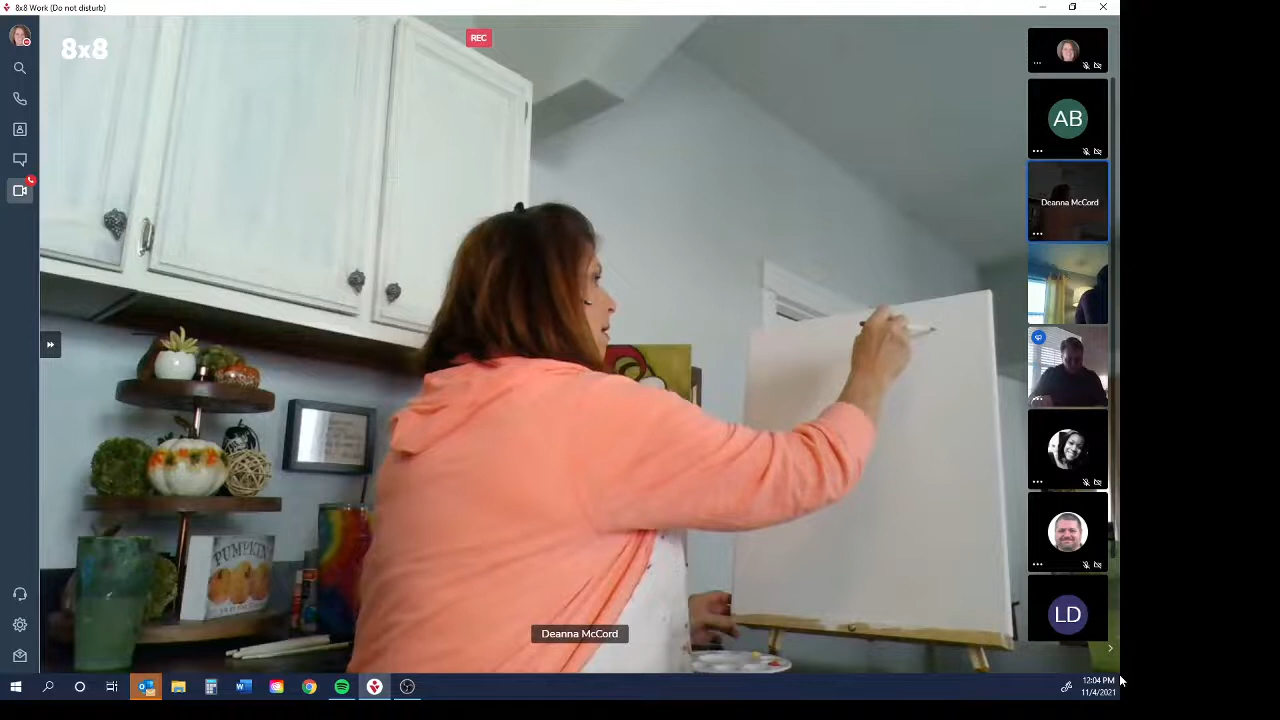 8x8 Work (Do not disturb)
8x8
REC
AB
Deanna McCord
PUMPKIN
Deanna McCord
LD
12:04 PM
11/4/2021